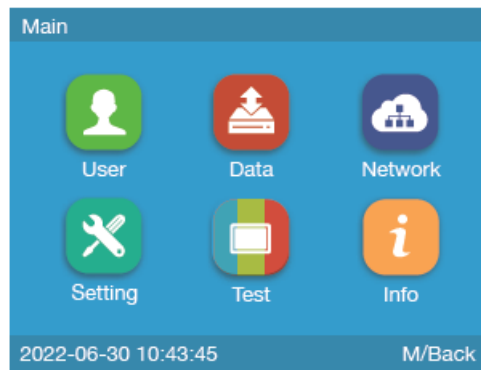 Main
User
Data
Network
Setting
Test
Info
2022-06-30 10:43:45
M/Back